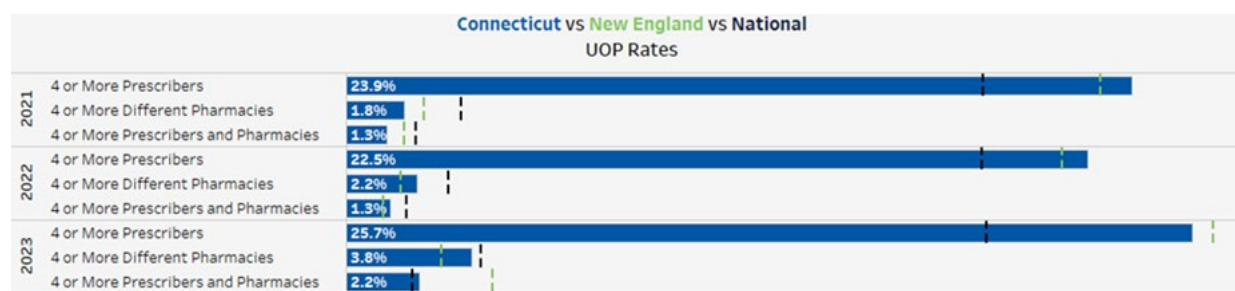 Connecticut vs New England vs National
UOP Rates
2021
4 or More Prescribers 23.9%
4 or More Different Pharmacies 1.8%
4 or More Prescribers and Pharmacies 1.3%
2022
4 or More Prescribers 22.5%
4 or More Different Pharmacies 2.2%
4 or More Prescribers and Pharmacies 1.3%
2023
4 or More Prescribers 25.7%
4 or More Different Pharmacies 3.8%
4 or More Prescribers and Pharmacies 2.2%